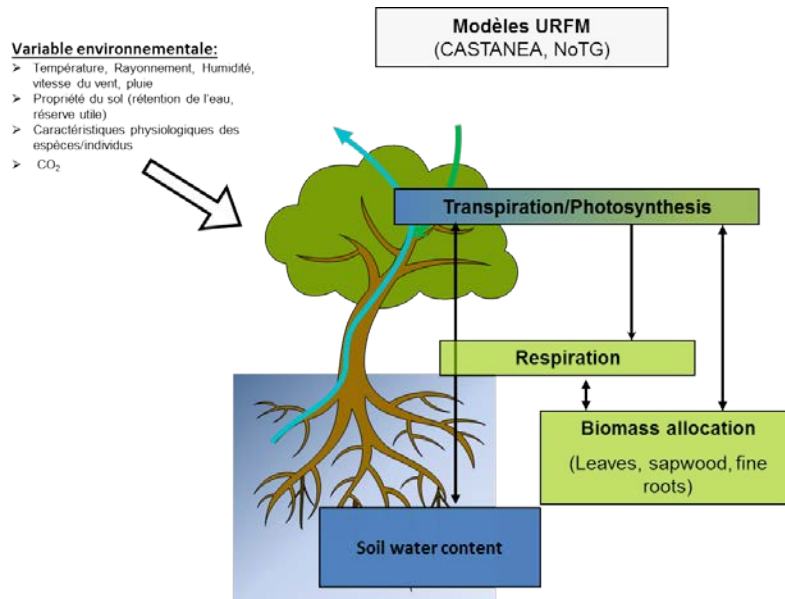 Modèles URFM
(CASTANEA, NoTG)
Variable environnementale:
➢ Température, Rayonnement, Humidité,
vitesse du vent, pluie
➢ Propriété du sol (rétention de l'eau,
réserve utile)
➢ Caractéristiques physiologiques des
espèces/individus
➢ CO₂
Transpiration/Photosynthesis
Respiration
Biomass allocation
(Leaves, sapwood, fine
roots)
Soil water content